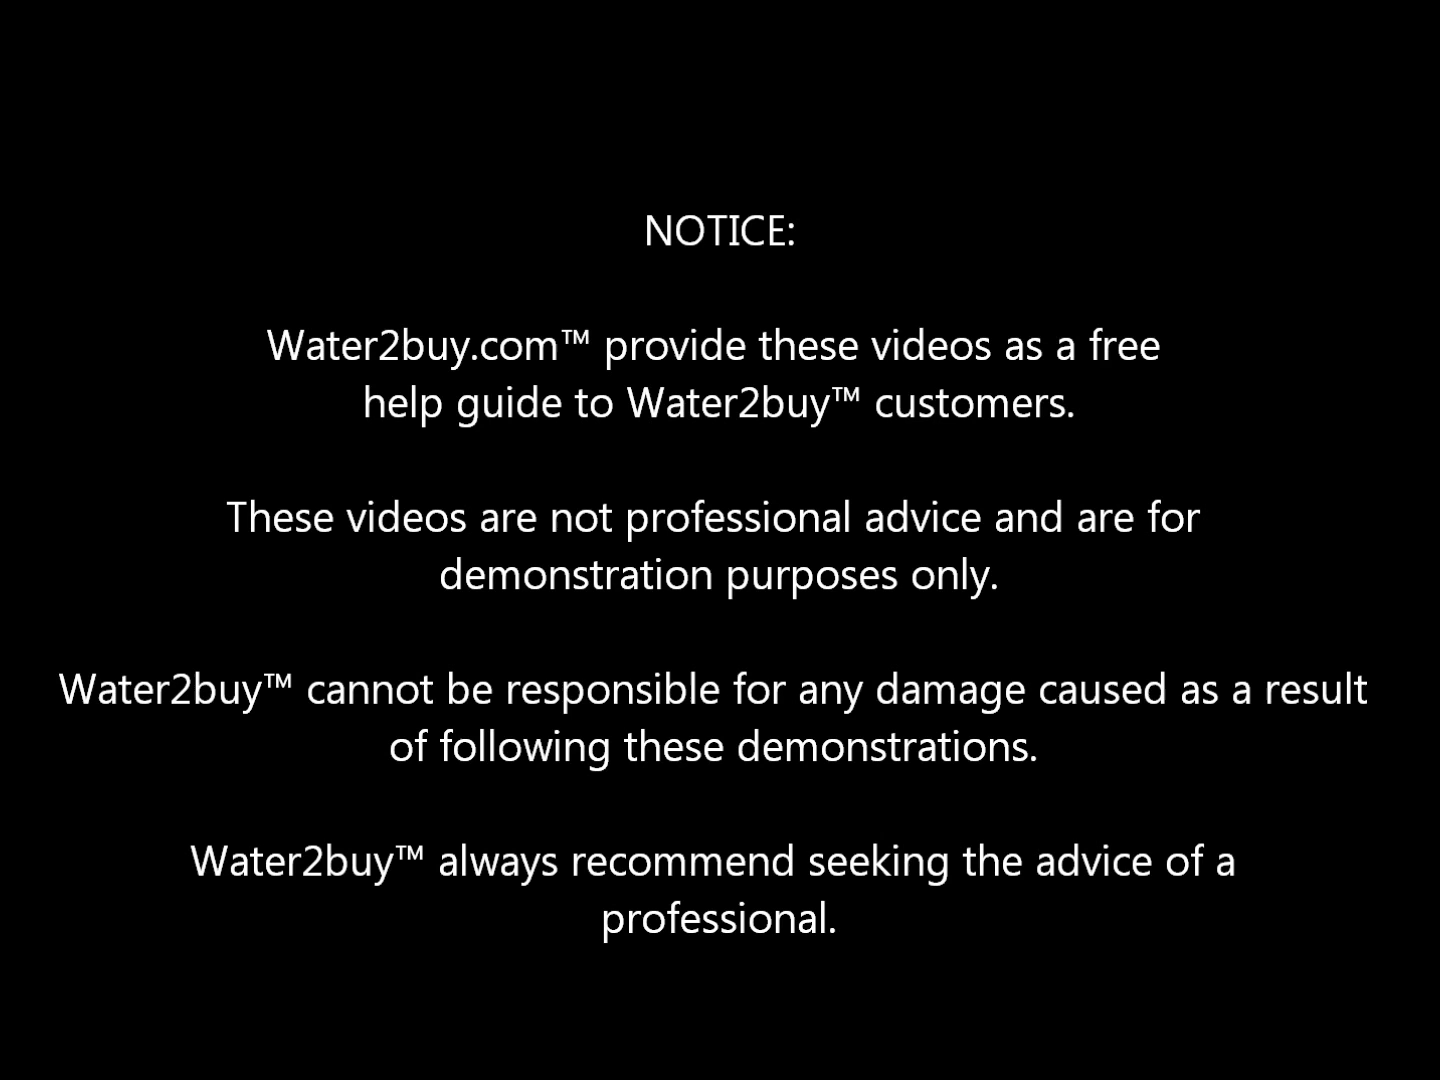 NOTICE:
Water2buy.com™ provide these videos as a free
help guide to Water2buy™ customers.
These videos are not professional advice and are for
demonstration purposes only.
Water2buy™ cannot be responsible for any damage caused as a result
of following these demonstrations.
Water2buy™ always recommend seeking the advice of a
professional.